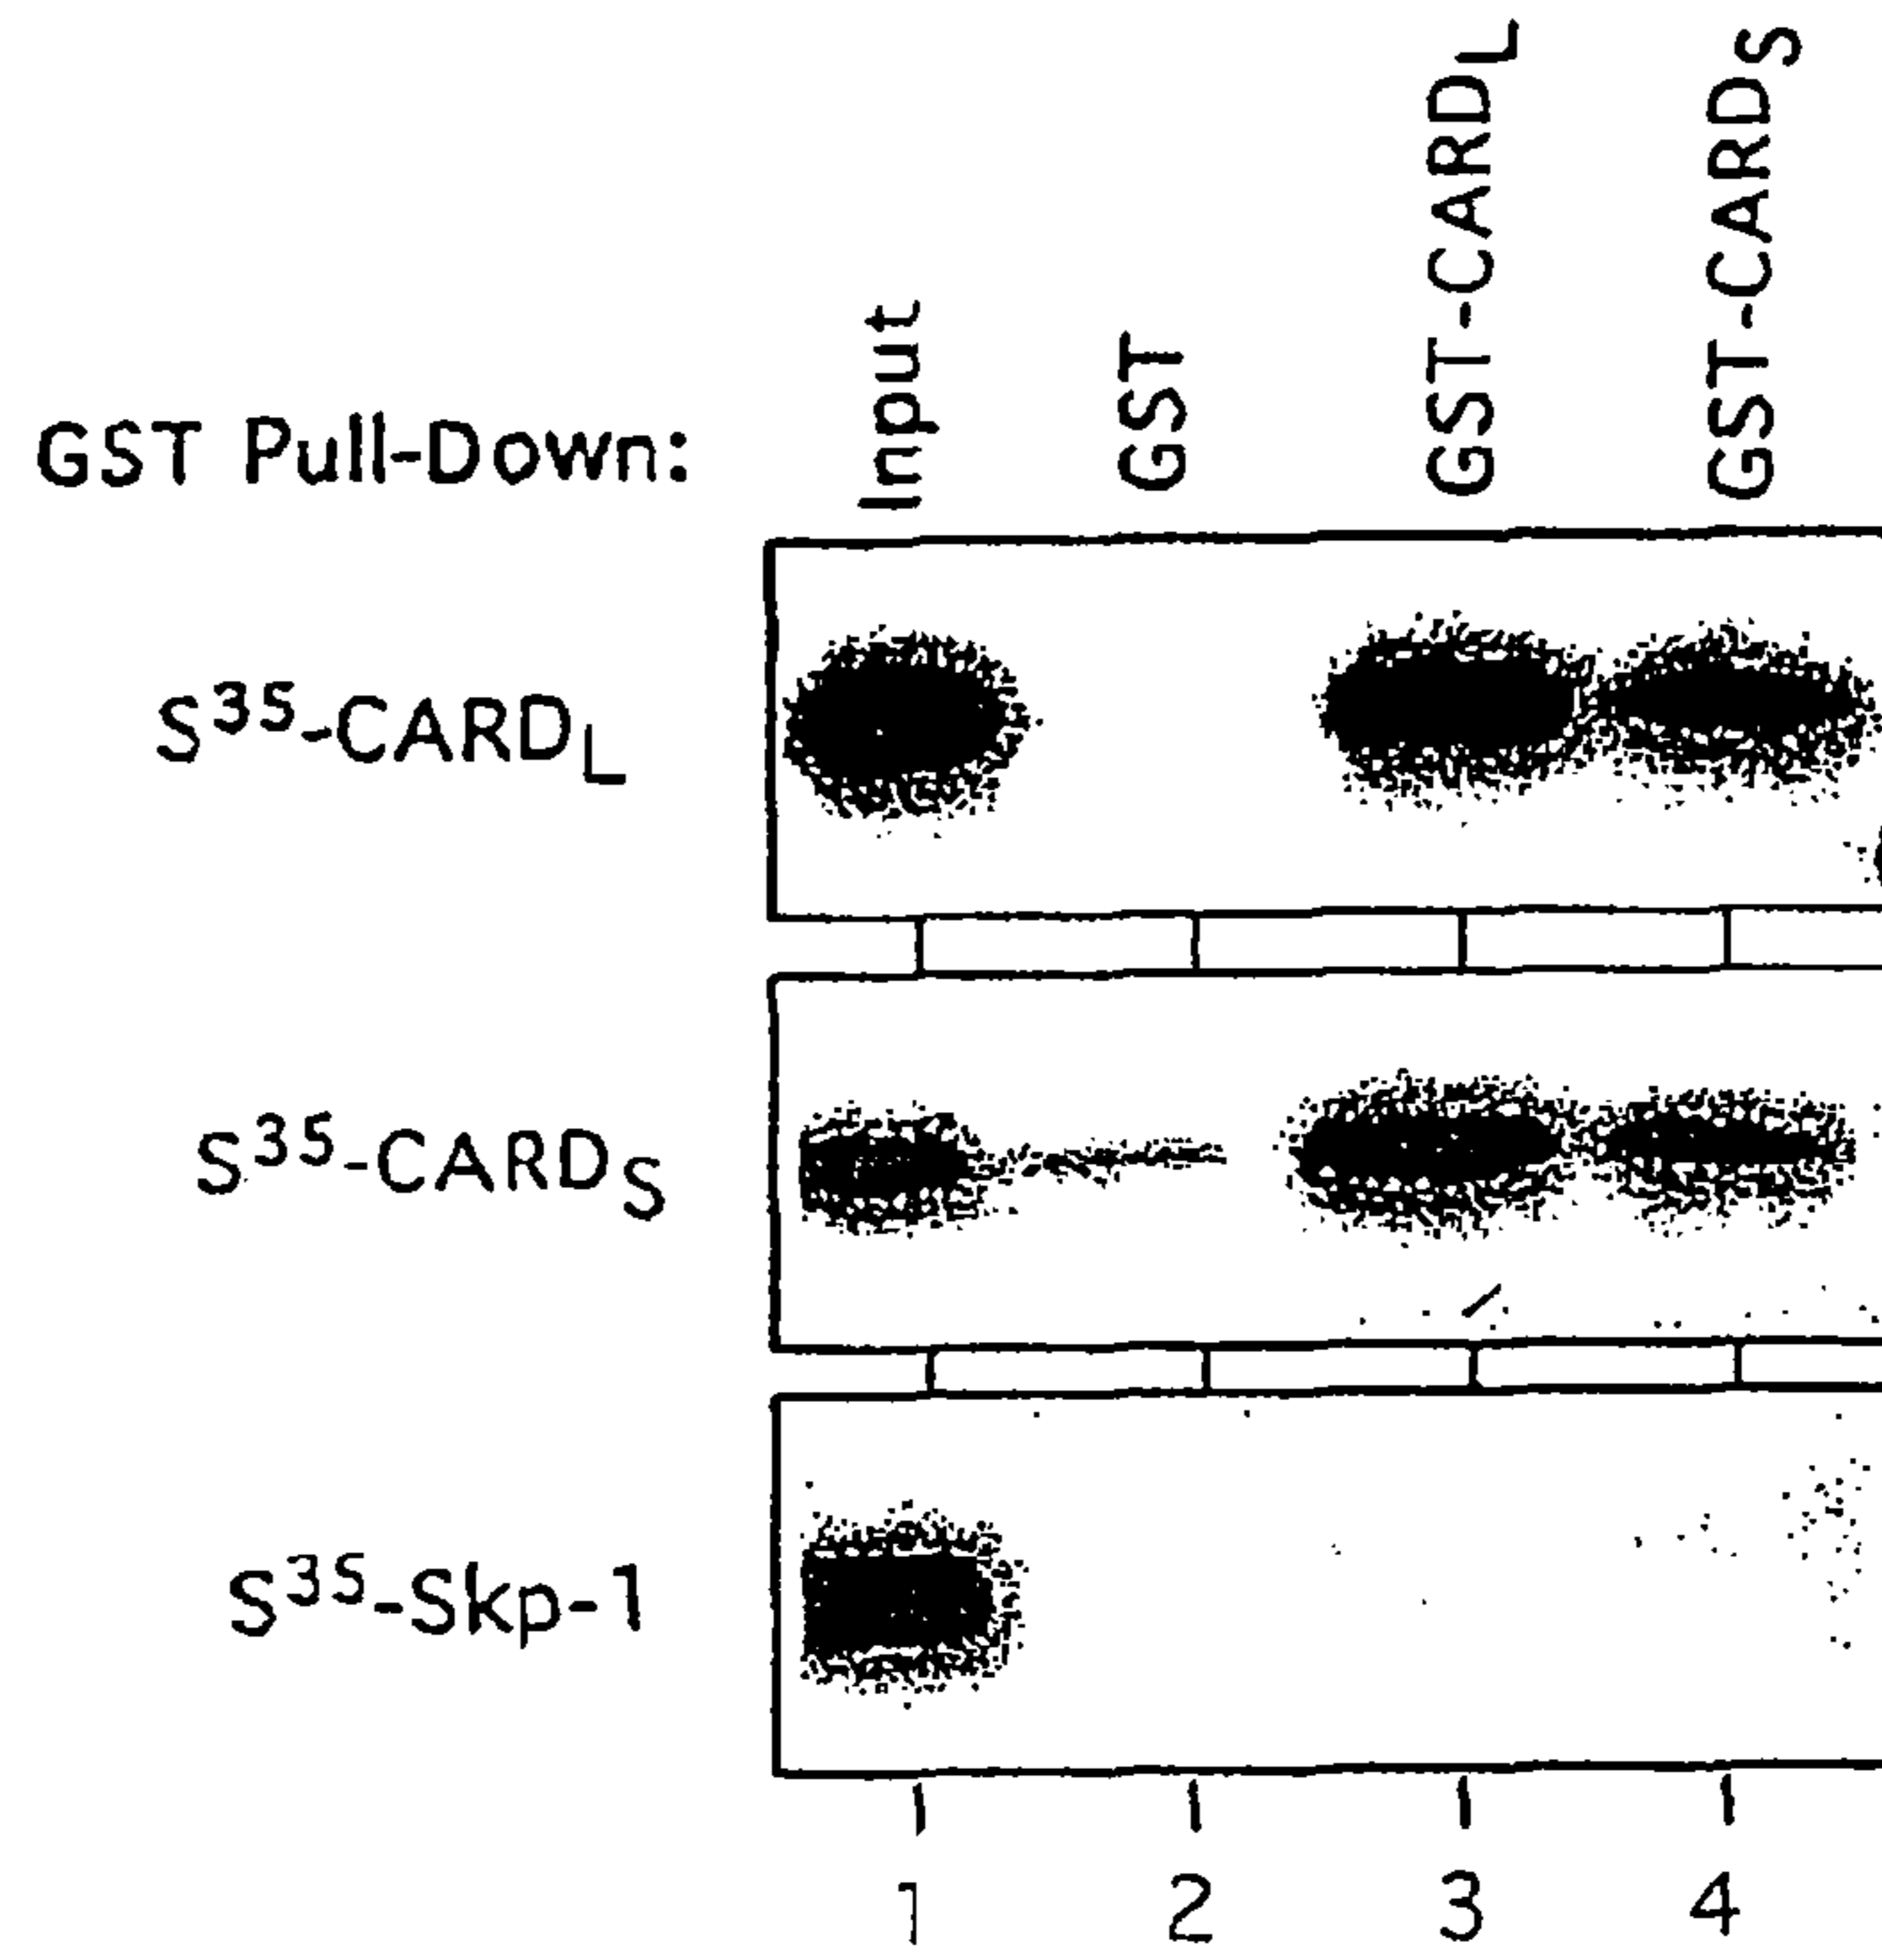 GST Pull-Down:
Input
GST
GST-CARDL
GST-CARDS
S35-CARDL
S35-CARDS
S35-Skp-1
1 2 3 4